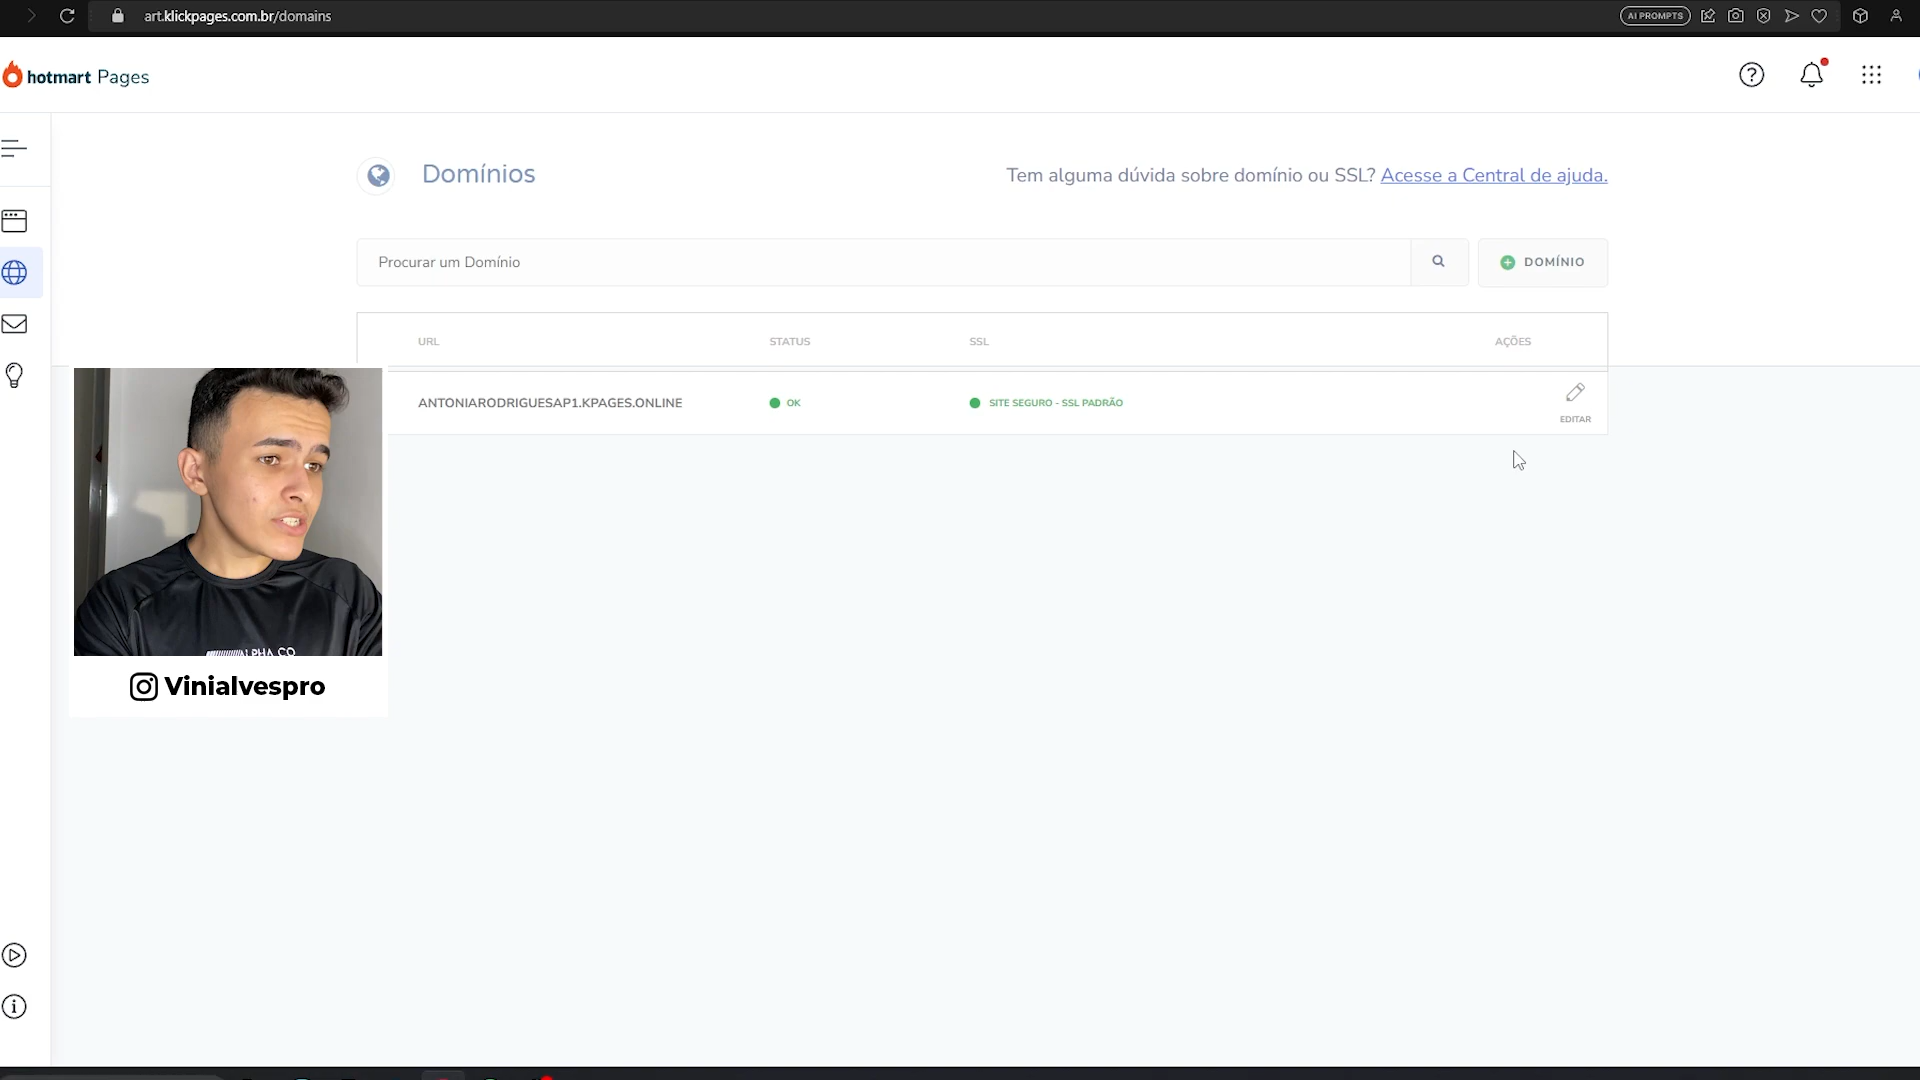 art.klickpages.com.br/domains
AI PROMPTS
hotmart Pages
Domínios
Tem alguma dúvida sobre domínio ou SSL? Acesse a Central de ajuda.
Procurar um Domínio
DOMÍNIO
URL STATUS SSL AÇÕES
ANTONIARODRIGUESAP1.KPAGES.ONLINE OK SITE SEGURO - SSL PADRÃO
EDITAR
ALPHA CO
Vinialvespro